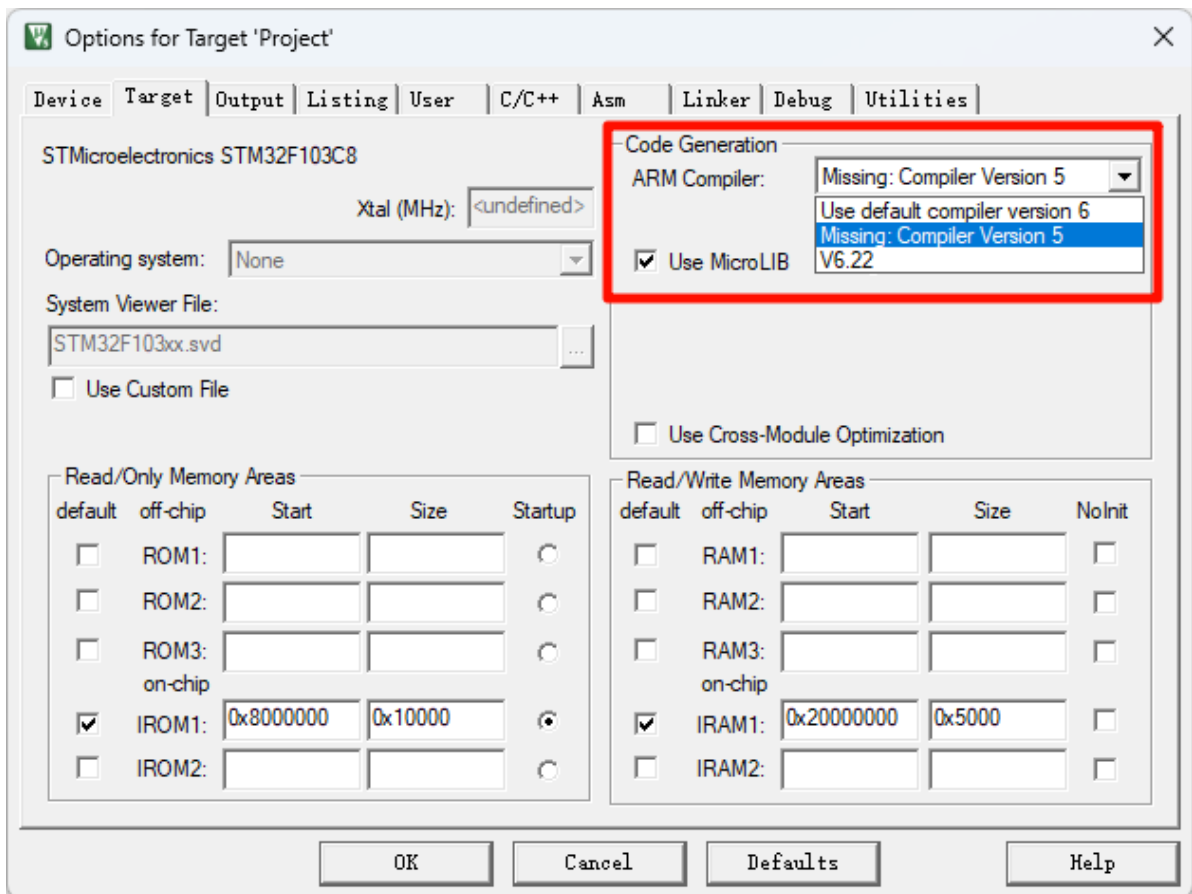 Options for Target 'Project'
Device Target Output Listing User C/C++ Asm Linker Debug Utilities
STMicroelectronics STM32F103C8
Xtal (MHz): <undefined>
Operating system: None
System Viewer File:
STM32F103xx.svd
...
Use Custom File
Code Generation
ARM Compiler: Missing: Compiler Version 5
Use default compiler version 6
Missing: Compiler Version 5
V6.22
Use MicroLIB
Use Cross-Module Optimization
Read/Only Memory Areas
default off-chip Start Size Startup
ROM1:
ROM2:
ROM3:
on-chip
IROM1: 0x8000000 0x10000
IROM2:
Read/Write Memory Areas
default off-chip Start Size NoInit
RAM1:
RAM2:
RAM3:
on-chip
IRAM1: 0x20000000 0x5000
IRAM2:
OK Cancel Defaults Help